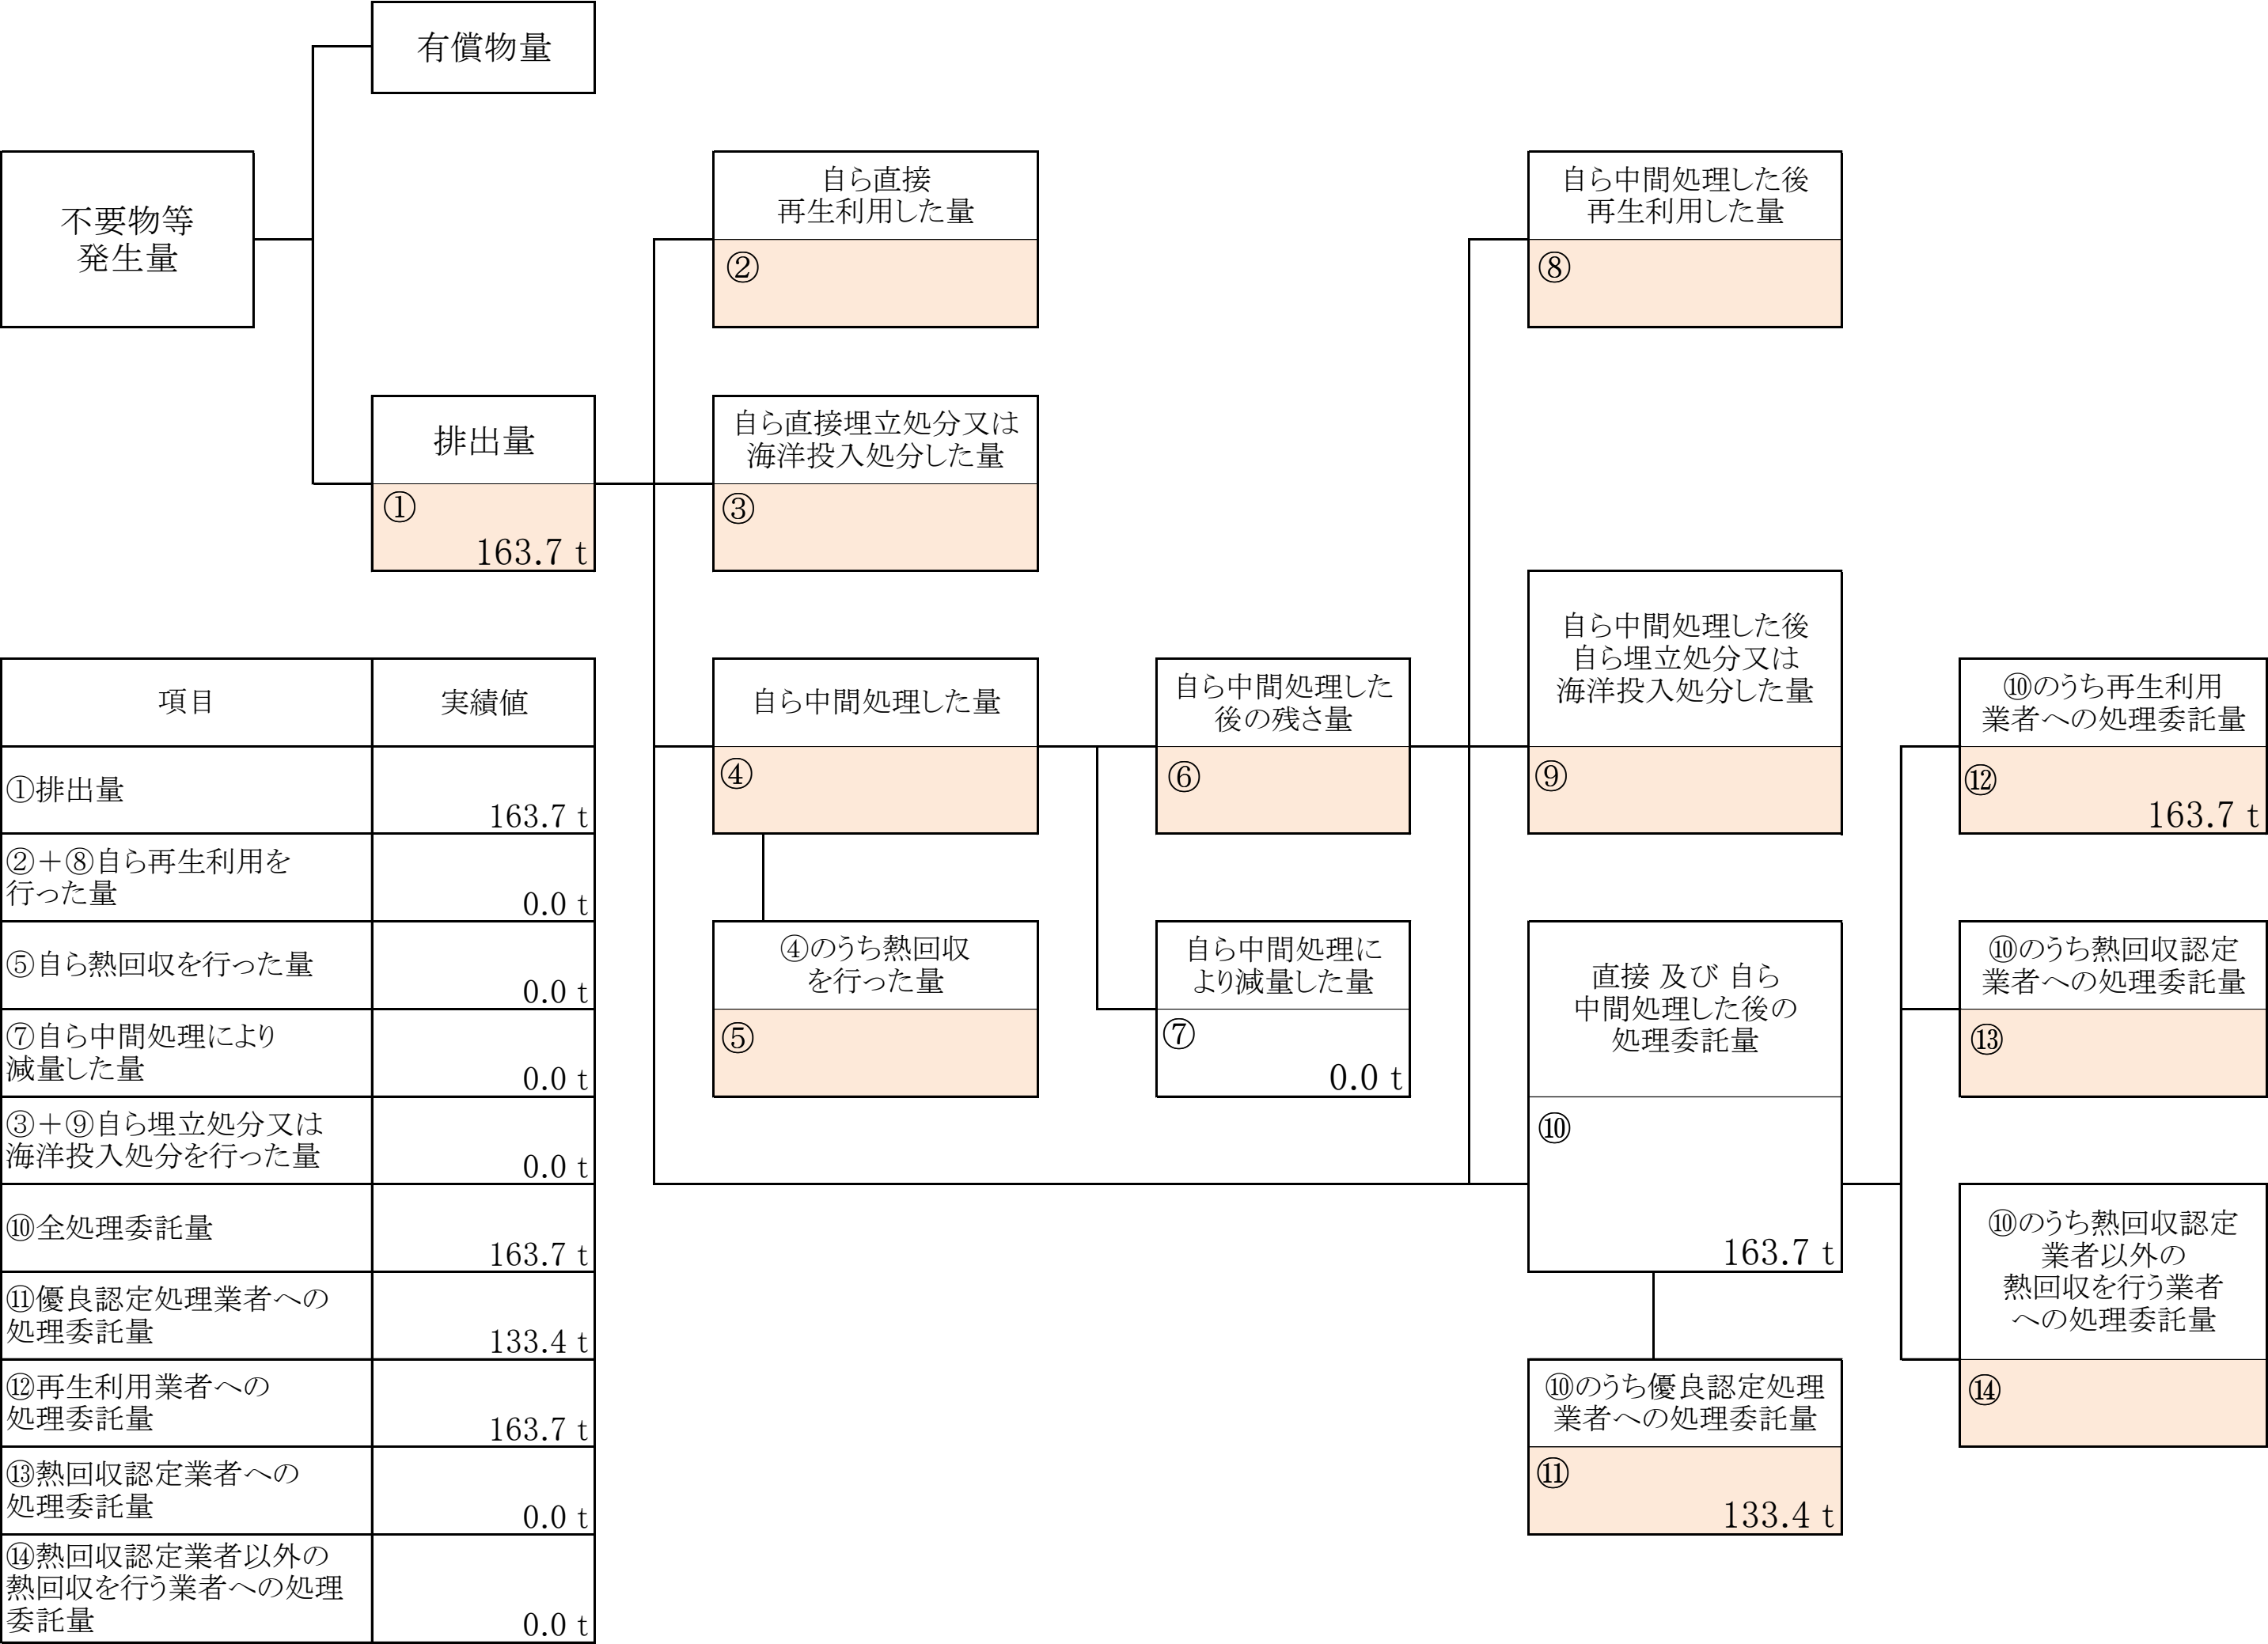 有償物量
不要物等
発生量
自ら直接
再生利用した量
②
自ら中間処理した後
再生利用した量
⑧
排出量
①
163.7 t
自ら直接埋立処分又は
海洋投入処分した量
③
自ら中間処理した量
④
自ら中間処理した
後の残さ量
⑥
自ら中間処理した後
自ら埋立処分又は
海洋投入処分した量
⑨
⑩のうち再生利用
業者への処理委託量
⑫
163.7 t
④のうち熱回収
を行った量
⑤
自ら中間処理に
より減量した量
⑦
0.0 t
直接 及び 自ら
中間処理した後の
処理委託量
⑩
163.7 t
⑩のうち熱回収認定
業者への処理委託量
⑬
⑩のうち熱回収認定
業者以外の
熱回収を行う業者
への処理委託量
⑭
⑩のうち優良認定処理
業者への処理委託量
⑪
133.4 t
項目
実績値
①排出量
163.7 t
②＋⑧自ら再生利用を
行った量
0.0 t
⑤自ら熱回収を行った量
0.0 t
⑦自ら中間処理により
減量した量
0.0 t
③＋⑨自ら埋立処分又は
海洋投入処分を行った量
0.0 t
⑩全処理委託量
163.7 t
⑪優良認定処理業者への
処理委託量
133.4 t
⑫再生利用業者への
処理委託量
163.7 t
⑬熱回収認定業者への
処理委託量
0.0 t
⑭熱回収認定業者以外の
熱回収を行う業者への処理
委託量
0.0 t